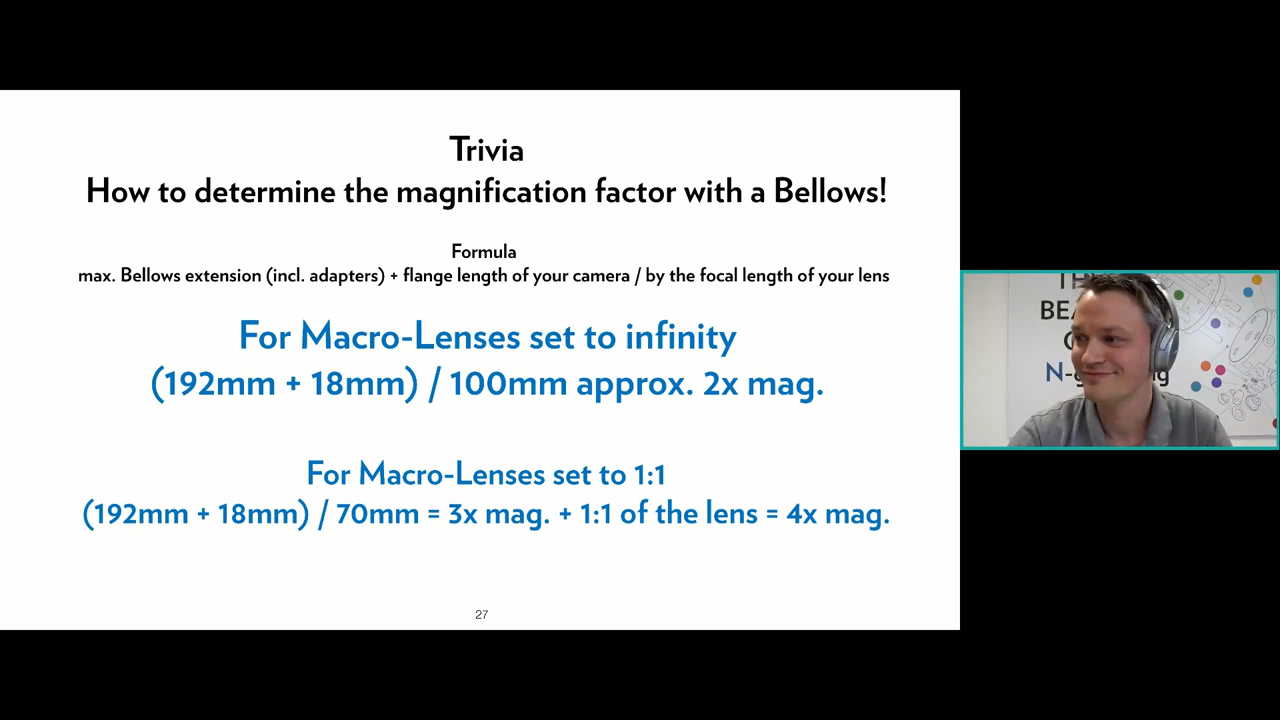 Trivia
How to determine the magnification factor with a Bellows!
Formula
max. Bellows extension (incl. adapters) + flange length of your camera / by the focal length of your lens
For Macro-Lenses set to infinity
(192mm + 18mm) / 100mm approx. 2x mag.
For Macro-Lenses set to 1:1
(192mm + 18mm) / 70mm = 3x mag. + 1:1 of the lens = 4x mag.
27